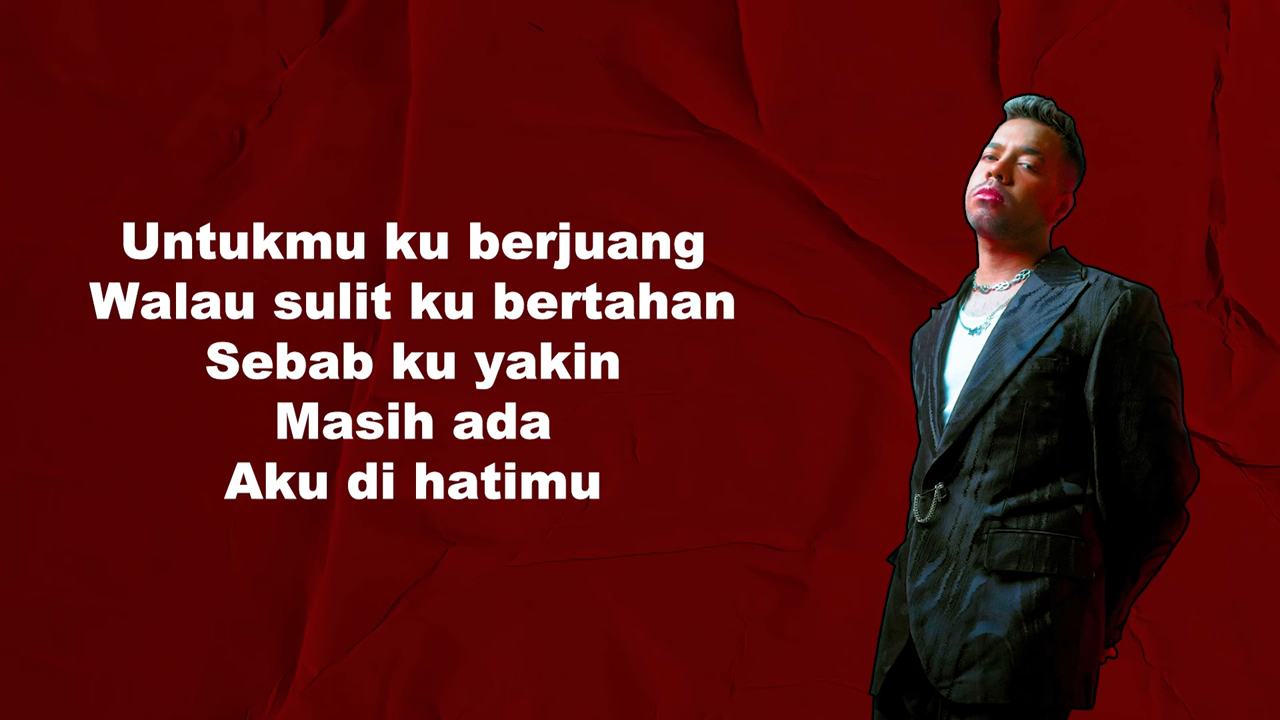 Untukmu ku berjuang
Walau sulit ku bertahan
Sebab ku yakin
Masih ada
Aku di hatimu